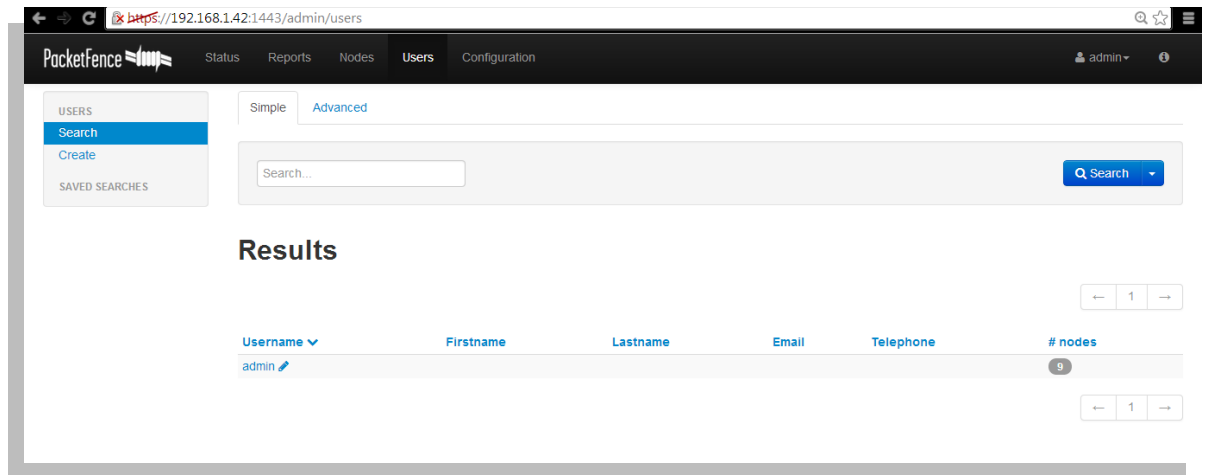 https://192.168.1.42:1443/admin/users
PacketFence Status Reports Nodes Users Configuration admin
USERS
Search
Create
SAVED SEARCHES
Simple Advanced
Search... Search
Results
← 1 →
Username Firstname Lastname Email Telephone # nodes
admin 9
← 1 →